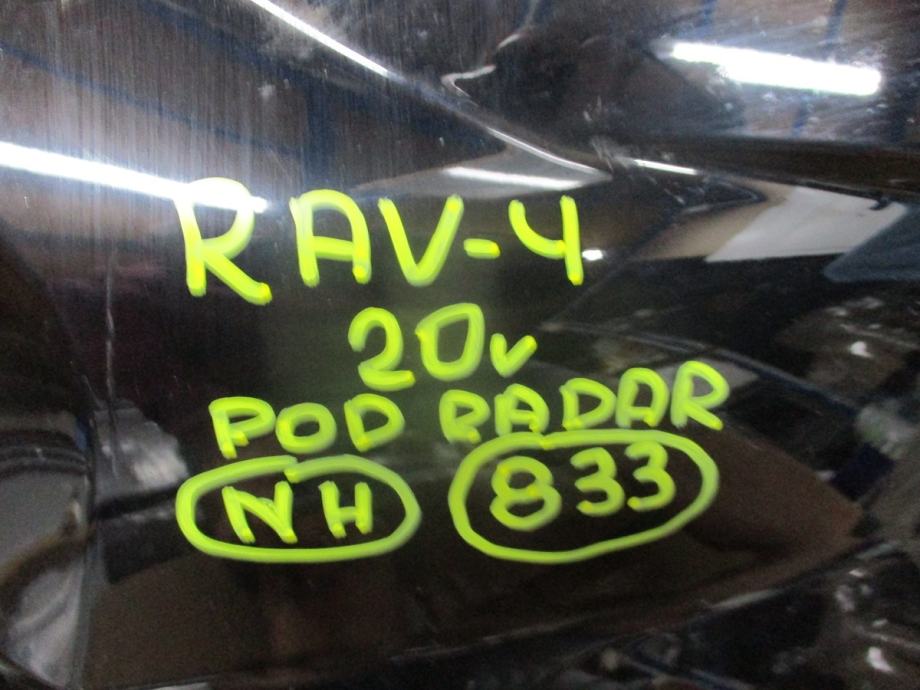 RAV-4
20v
POD RADAR
NH 833